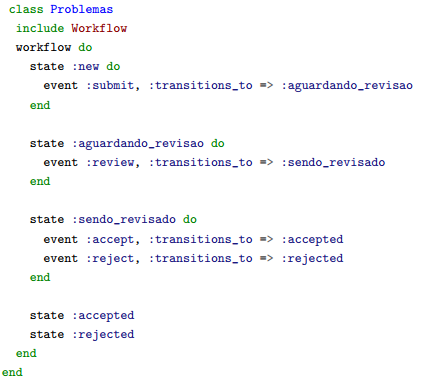 class Problemas
include Workflow
workflow do
state :new do
event :submit, :transitions_to => :aguardando_revisao
end
state :aguardando_revisao do
event :review, :transitions_to => :sendo_revisado
end
state :sendo_revisado do
event :accept, :transitions_to => :accepted
event :reject, :transitions_to => :rejected
end
state :accepted
state :rejected
end
end